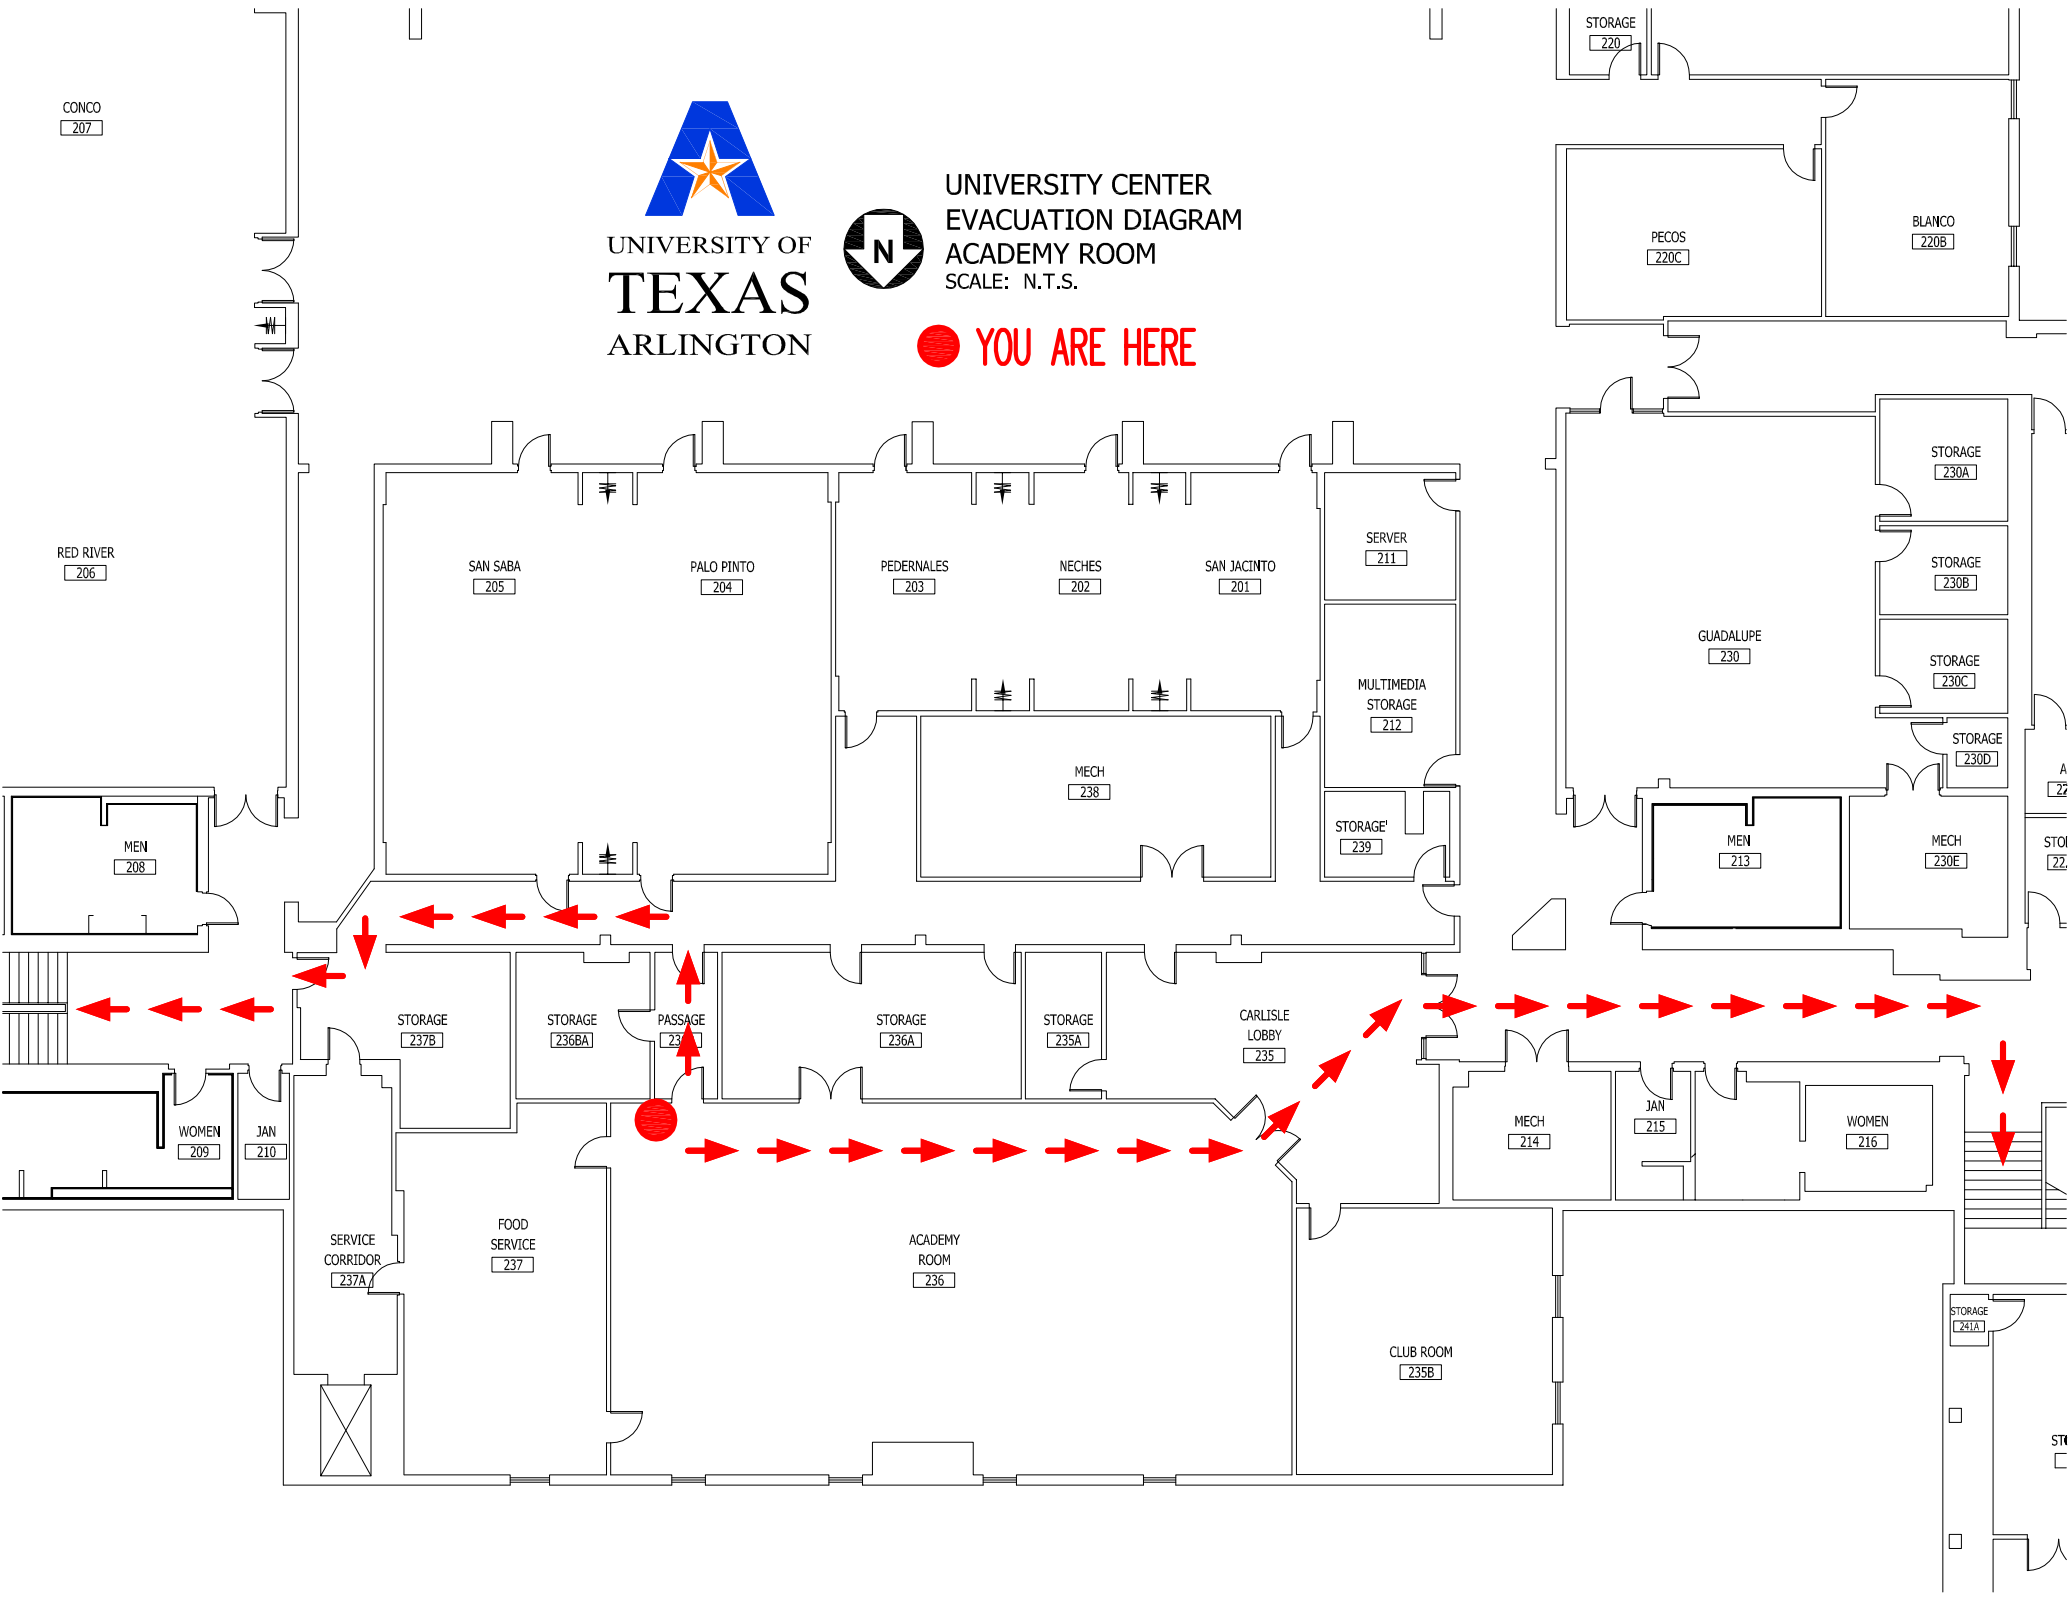 STORAGE
220
CONCO
207
UNIVERSITY OF
TEXAS
ARLINGTON
N
UNIVERSITY CENTER
EVACUATION DIAGRAM
ACADEMY ROOM
SCALE: N.T.S.
YOU ARE HERE
PECOS
220C
BLANCO
220B
RED RIVER
206
SAN SABA
205
PALO PINTO
204
PEDERNALES
203
NECHES
202
SAN JACINTO
201
SERVER
211
STORAGE
230A
STORAGE
230B
GUADALUPE
230
STORAGE
230C
MULTIMEDIA
STORAGE
212
STORAGE
230D
MECH
238
MEN
208
STORAGE'
239
MEN
213
MECH
230E
STORAGE
237B
STORAGE
236BA
PASSAGE
STORAGE
236A
STORAGE
235A
CARLISLE
LOBBY
235
WOMEN
209
JAN
210
MECH
214
JAN
215
WOMEN
216
SERVICE
CORRIDOR
237A
FOOD
SERVICE
237
ACADEMY
ROOM
236
CLUB ROOM
235B
STORAGE
241A